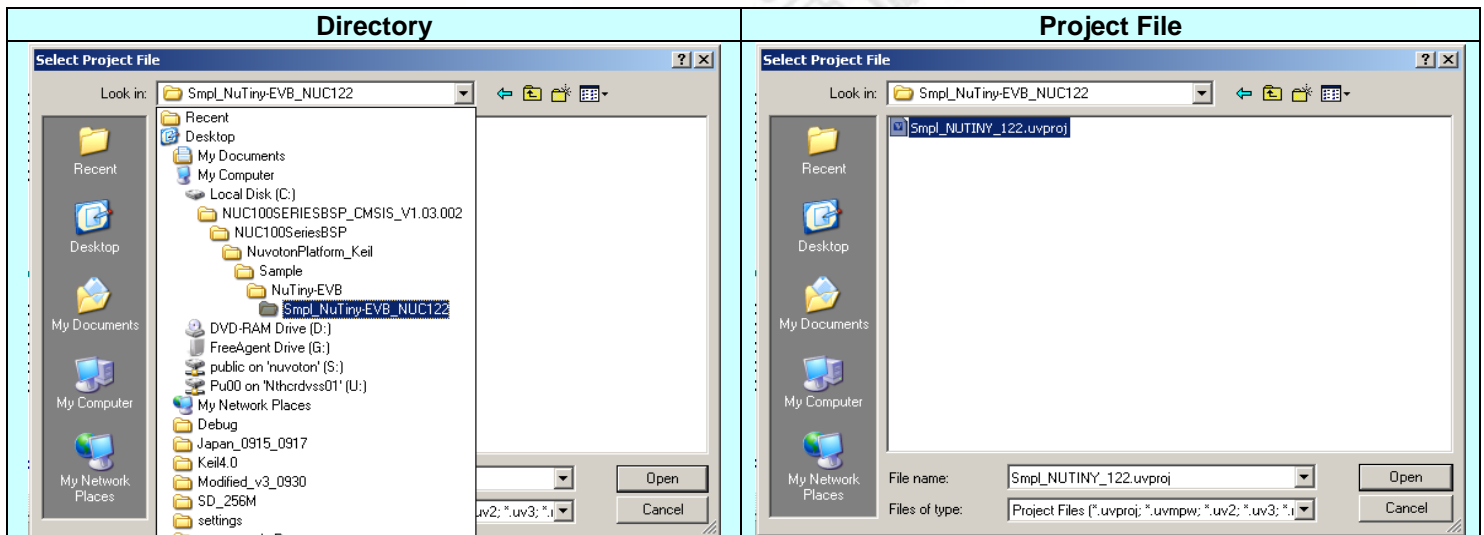 Directory
Select Project File
Look in: Smpl_NuTiny-EVB_NUC122
Recent
Desktop
My Documents
My Computer
My Network
Places
Recent
Desktop
My Documents
My Computer
Local Disk (C:)
NUC100SERIESBSP_CMSIS_V1.03.002
NUC100SeriesBSP
NuvotonPlatform_Keil
Sample
NuTiny-EVB
Smpl_NuTiny-EVB_NUC122
DVD-RAM Drive (D:)
FreeAgent Drive (G:)
public on 'nuvoton' (S:)
Pu00 on 'Nthcrdvss01' (U:)
My Network Places
Debug
Japan_0915_0917
Keil4.0
Modified_v3_0930
SD_256M
settings
Open
uv2; *.uv3; *.
Cancel
Project File
Select Project File
Look in: Smpl_NuTiny-EVB_NUC122
Recent
Desktop
My Documents
My Computer
My Network
Places
Smpl_NUTINY_122.uvproj
File name: Smpl_NUTINY_122.uvproj Open
Files of type: Project Files (*.uvproj; *.uvmpw; *.uv2; *.uv3; *. Cancel